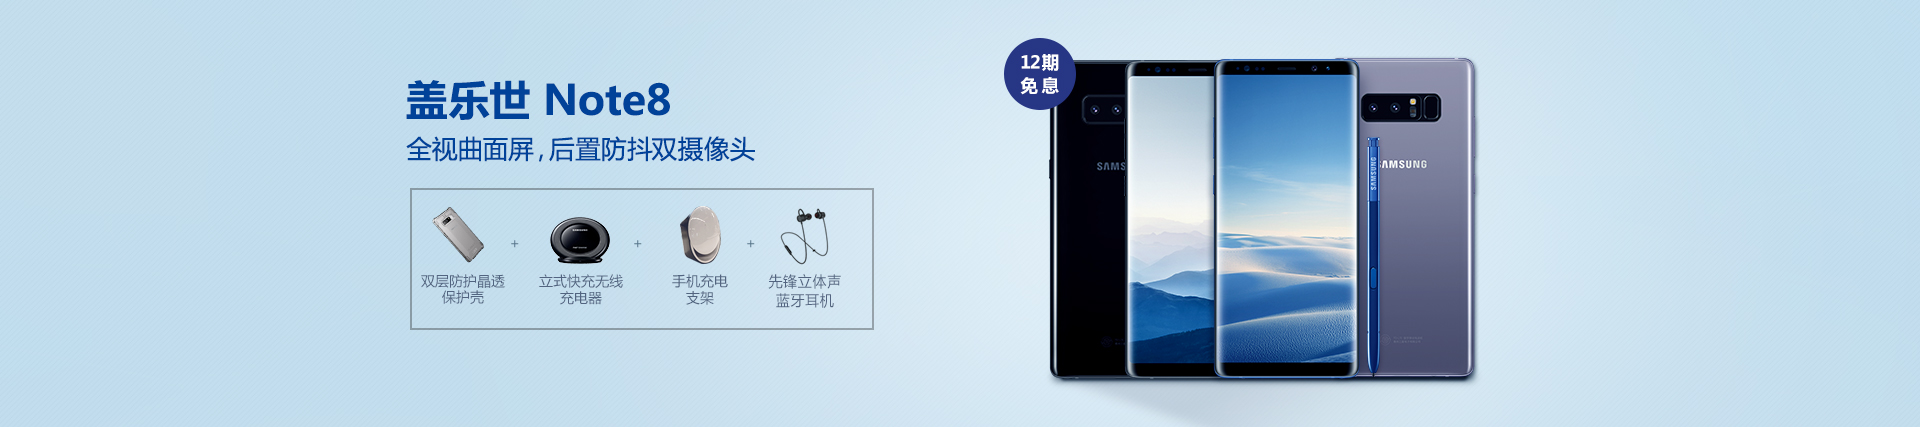 盖乐世 Note8
全视曲面屏，后置防抖双摄像头
双层防护晶透
保护壳
+
立式快充无线
充电器
+
手机充电
支架
+
先锋立体声
蓝牙耳机
12期
免息
SAMS
SAMSUNG
SAMSUNG
SAMSUNG